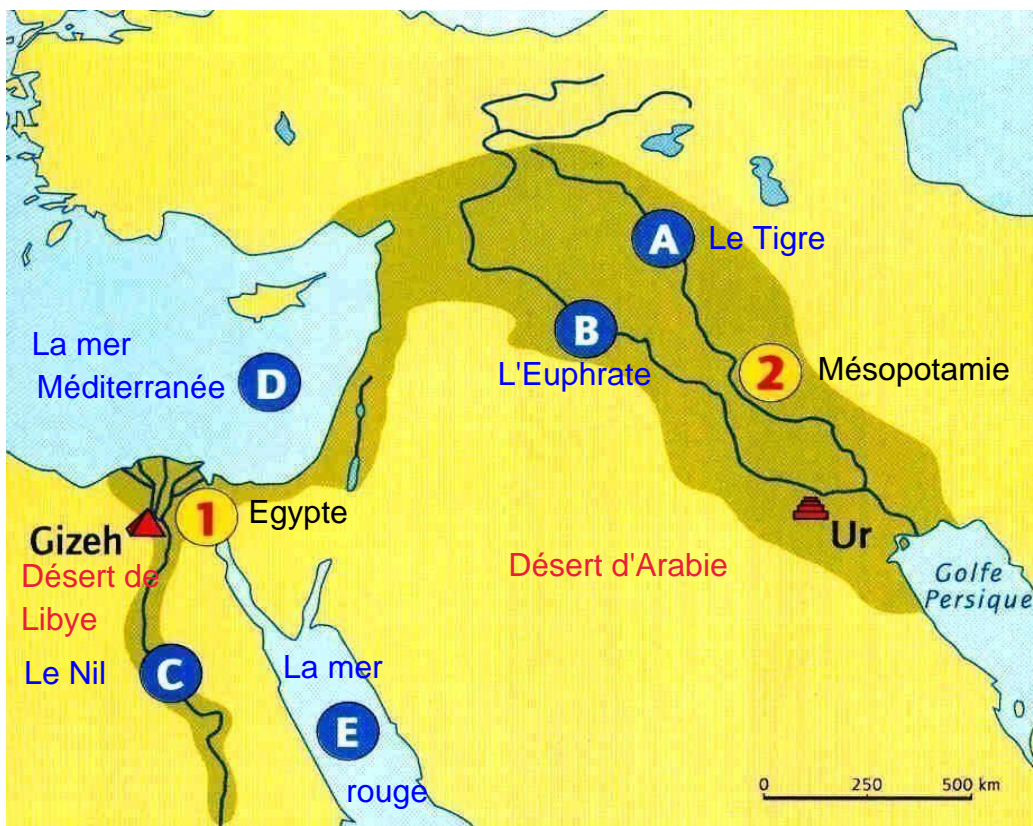 A
Le Tigre
La mer
Méditerranée
D
B
L'Euphrate
2
Mésopotamie
1
Egypte
Gizeh
Ur
Désert de
Libye
Désert d'Arabie
Golfe
Persique
Le Nil
C
La mer
E
rouge
0 250 500 km